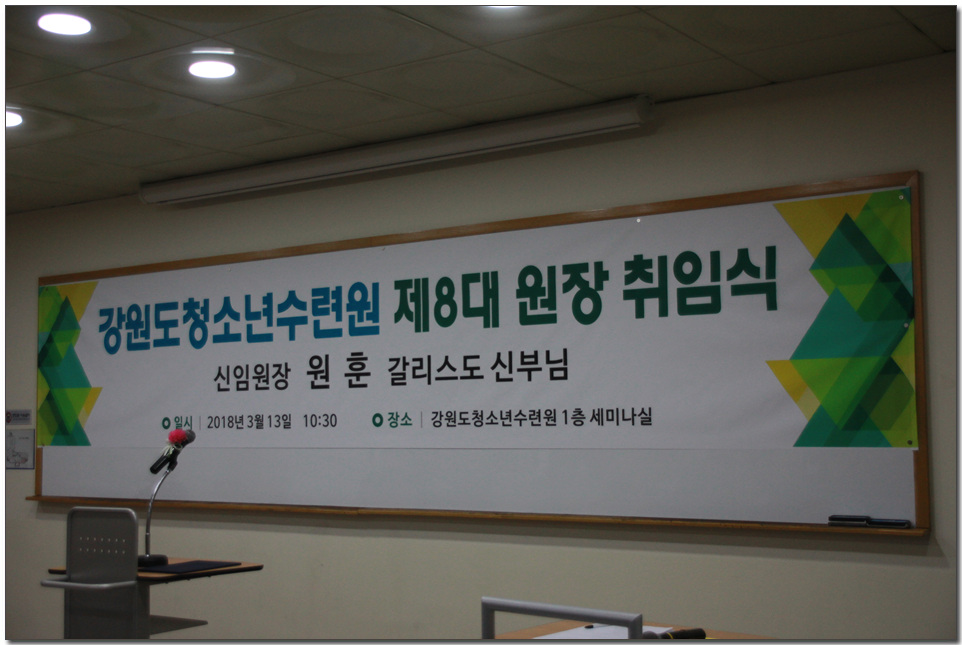 강원도청소년수련원 제8대 원장 취임식
신임원장 원 훈 갈리스도 신부님
일시 | 2018년 3월 13일 10:30 장소 | 강원도청소년수련원 1층 세미나실